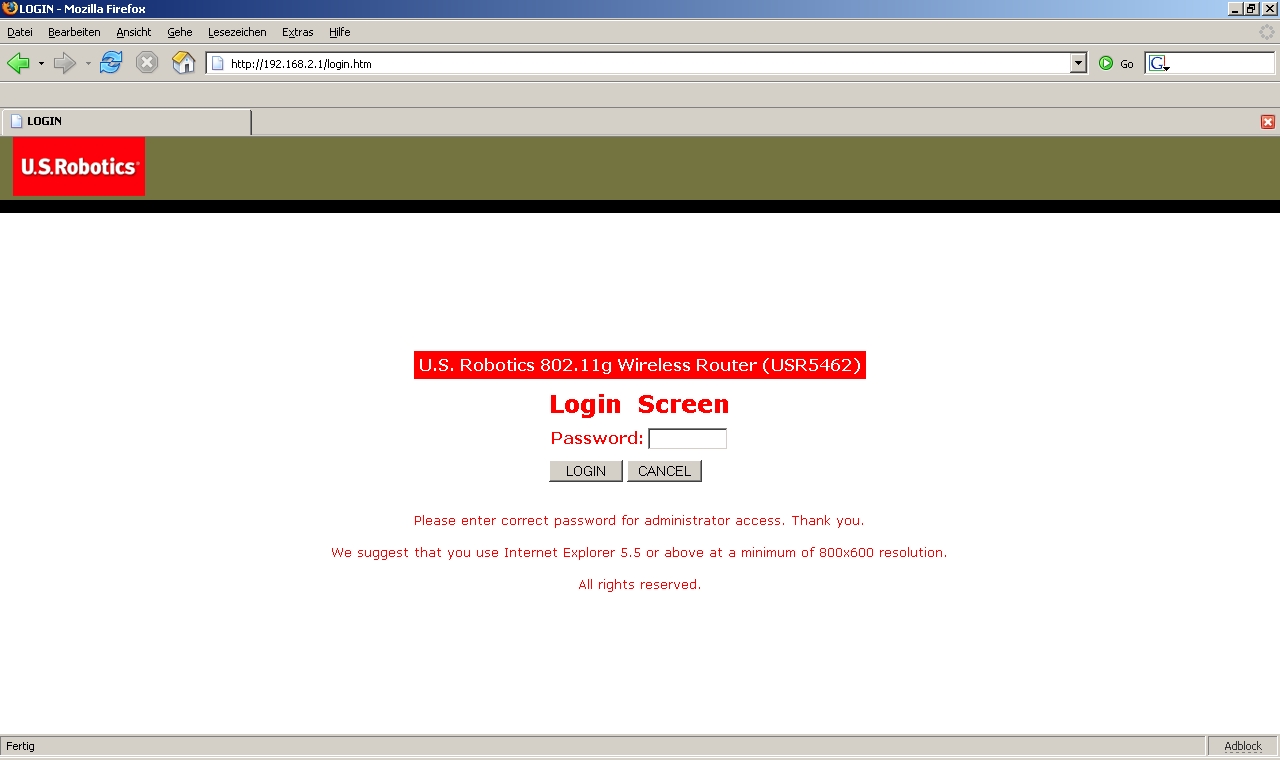 LOGIN - Mozilla Firefox
Datei Bearbeiten Ansicht Gehe Lesezeichen Extras Hilfe
http://192.168.2.1/login.htm Go G
LOGIN
U.S.Robotics®
U.S. Robotics 802.11g Wireless Router (USR5462)
Login Screen
Password:
LOGIN CANCEL
Please enter correct password for administrator access. Thank you.
We suggest that you use Internet Explorer 5.5 or above at a minimum of 800x600 resolution.
All rights reserved.
Fertig Adblock